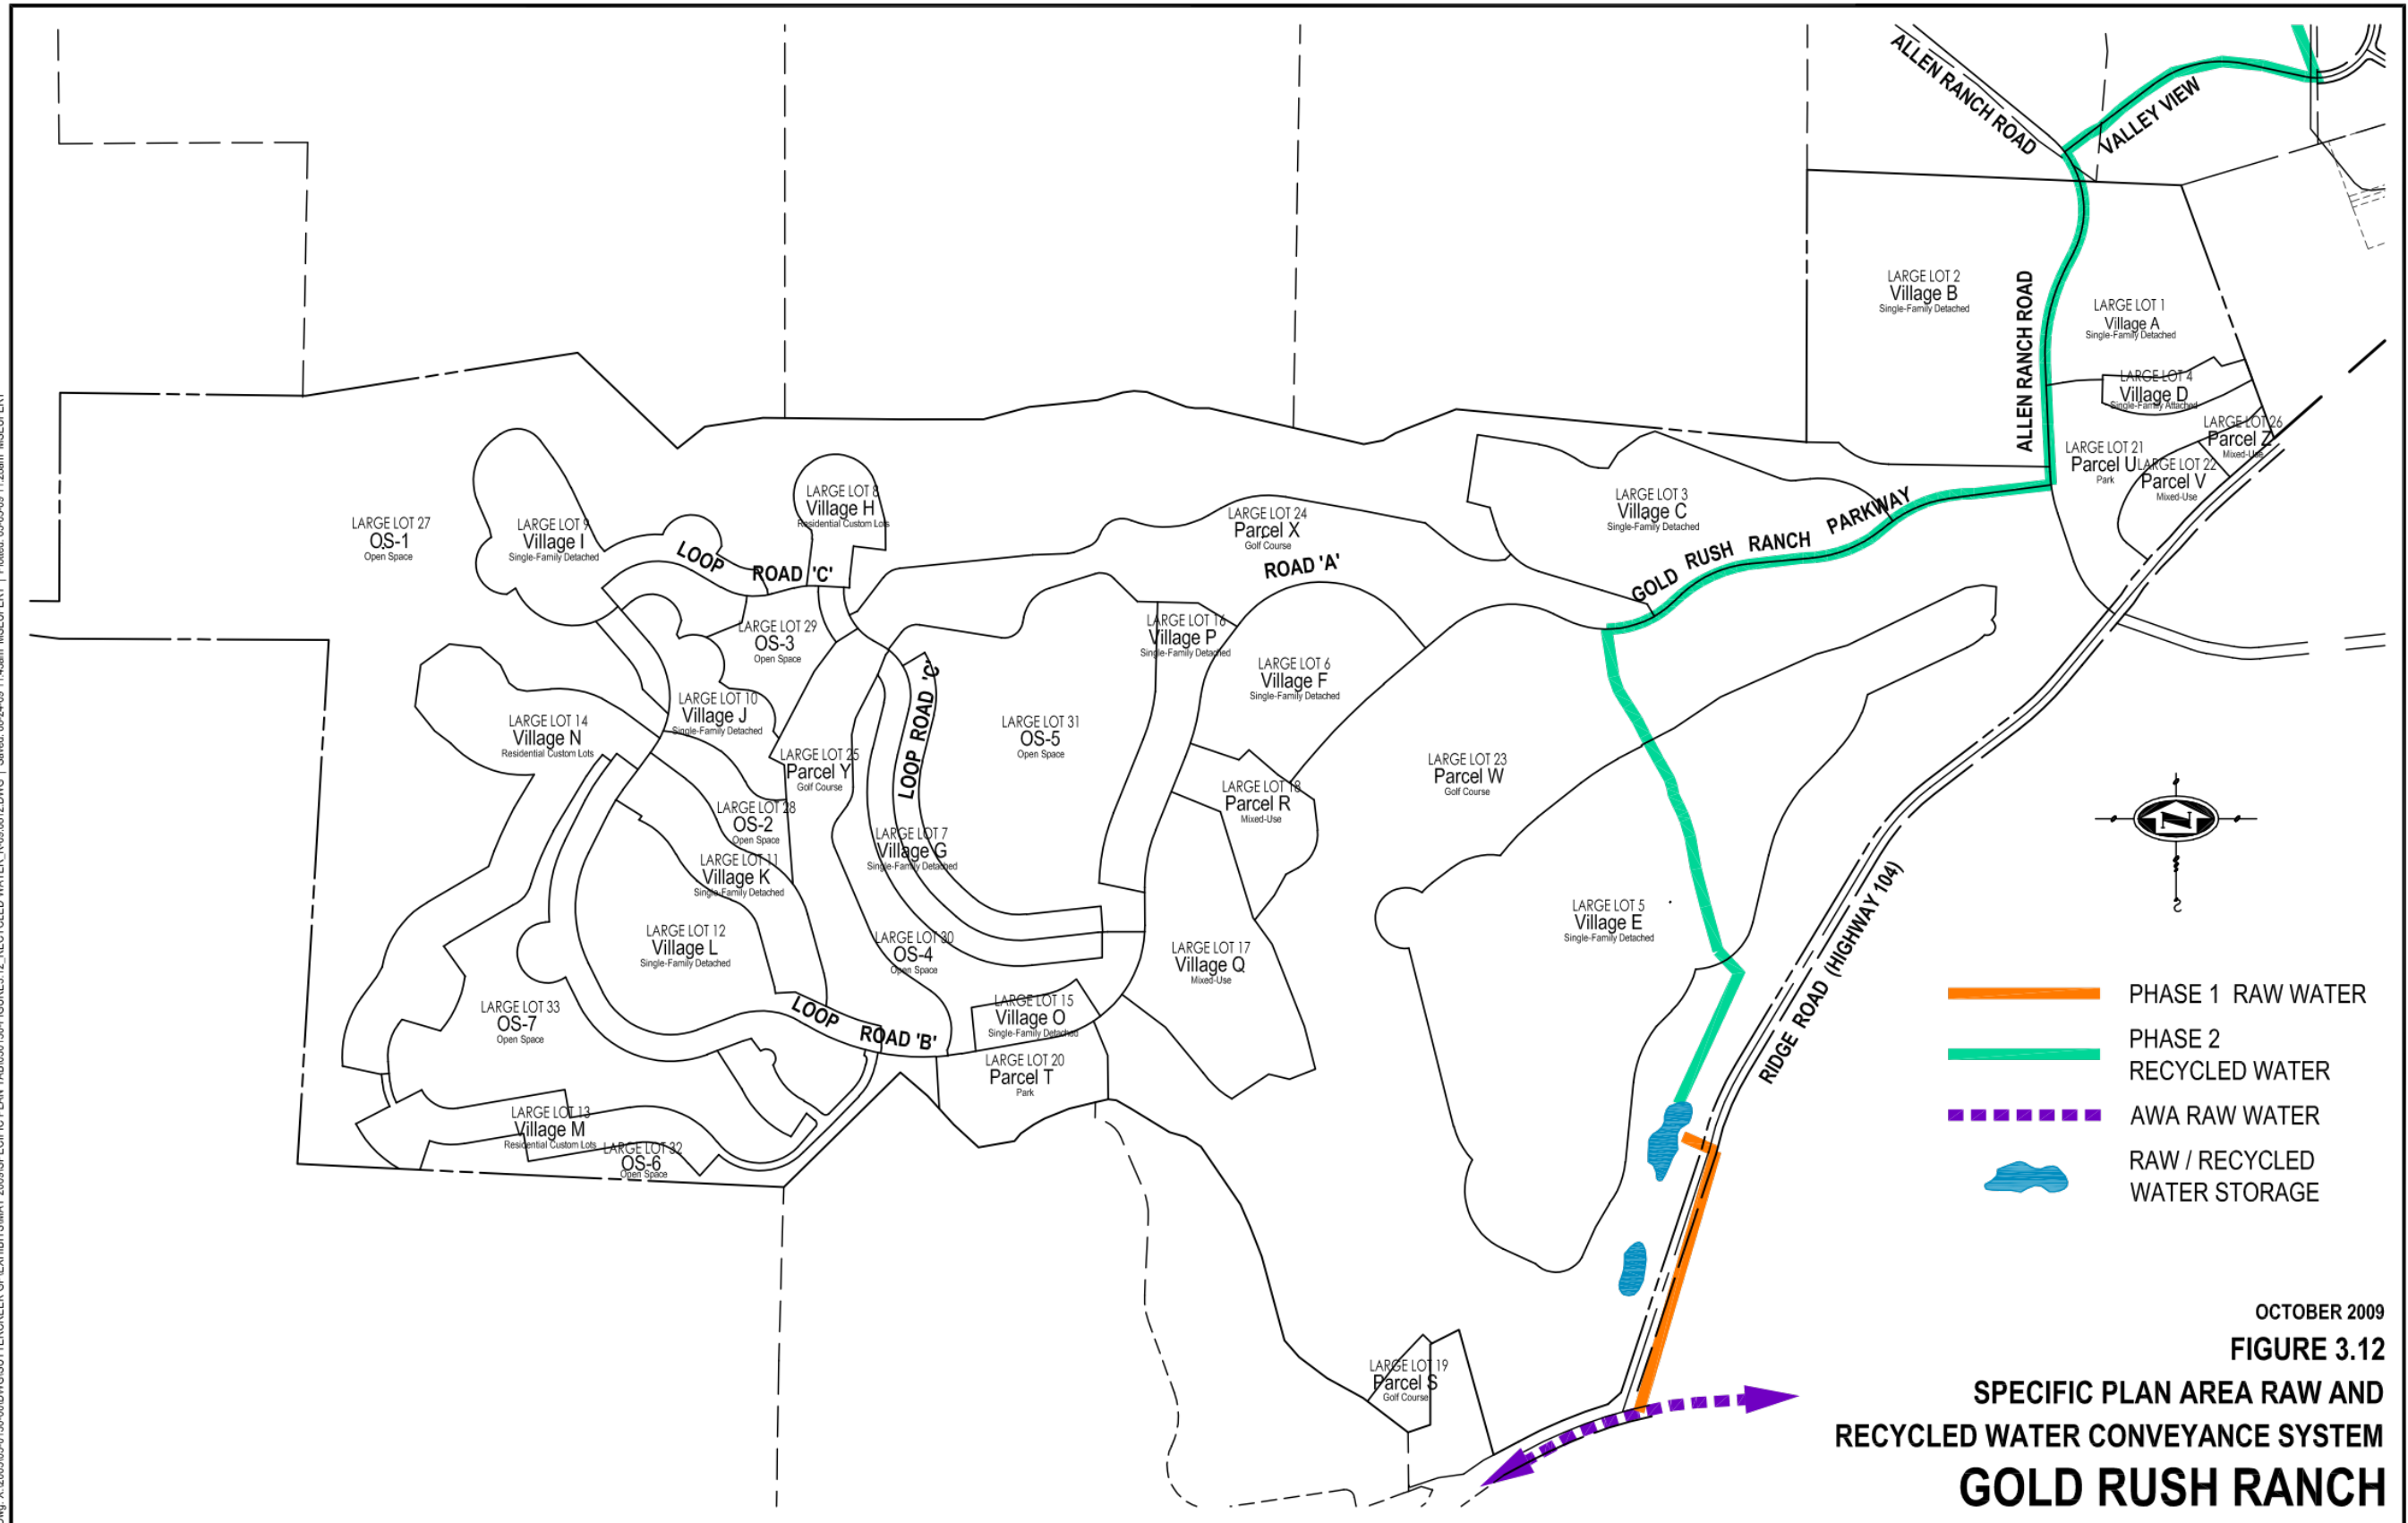 ALLEN RANCH ROAD
VALLEY VIEW
ALLEN RANCH ROAD
LARGE LOT 2
Village B
Single-Family Detached
LARGE LOT 1
Village A
Single-Family Detached
LARGE LOT 4
Village D
Single-Family Attached
LARGE LOT 26
Parcel Z
Mixed-Use
LARGE LOT 21
Parcel U
Park
LARGE LOT 22
Parcel V
Mixed-Use
LARGE LOT 27
OS-1
Open Space
LARGE LOT 9
Village I
Single-Family Detached
LARGE LOT 8
Village H
Residential Custom Lots
LOOP ROAD 'C'
LARGE LOT 24
Parcel X
Golf Course
ROAD 'A'
LARGE LOT 3
Village C
Single-Family Detached
GOLD RUSH RANCH PARKWAY
LARGE LOT 29
OS-3
Open Space
LARGE LOT 16
Village P
Single-Family Detached
LARGE LOT 6
Village F
Single-Family Detached
LARGE LOT 14
Village N
Residential Custom Lots
LARGE LOT 10
Village J
Single-Family Detached
LARGE LOT 25
Parcel Y
Golf Course
LOOP ROAD 'C'
LARGE LOT 31
OS-5
Open Space
LARGE LOT 23
Parcel W
Golf Course
LARGE LOT 18
Parcel R
Mixed-Use
LARGE LOT 28
OS-2
Open Space
LARGE LOT 7
Village G
Single-Family Detached
LARGE LOT 11
Village K
Single-Family Detached
LARGE LOT 12
Village L
Single-Family Detached
LARGE LOT 30
OS-4
Open Space
LARGE LOT 17
Village Q
Mixed-Use
LARGE LOT 5
Village E
Single-Family Detached
RIDGE ROAD (HIGHWAY 104)
N
S
LARGE LOT 33
OS-7
Open Space
LOOP ROAD 'B'
LARGE LOT 15
Village O
Single-Family Detached
LARGE LOT 20
Parcel T
Park
LARGE LOT 13
Village M
Residential Custom Lots
LARGE LOT 32
OS-6
Open Space
LARGE LOT 19
Parcel S
Golf Course
PHASE 1 RAW WATER
PHASE 2
RECYCLED WATER
AWA RAW WATER
RAW / RECYCLED
WATER STORAGE
OCTOBER 2009
FIGURE 3.12
SPECIFIC PLAN AREA RAW AND
RECYCLED WATER CONVEYANCE SYSTEM
GOLD RUSH RANCH